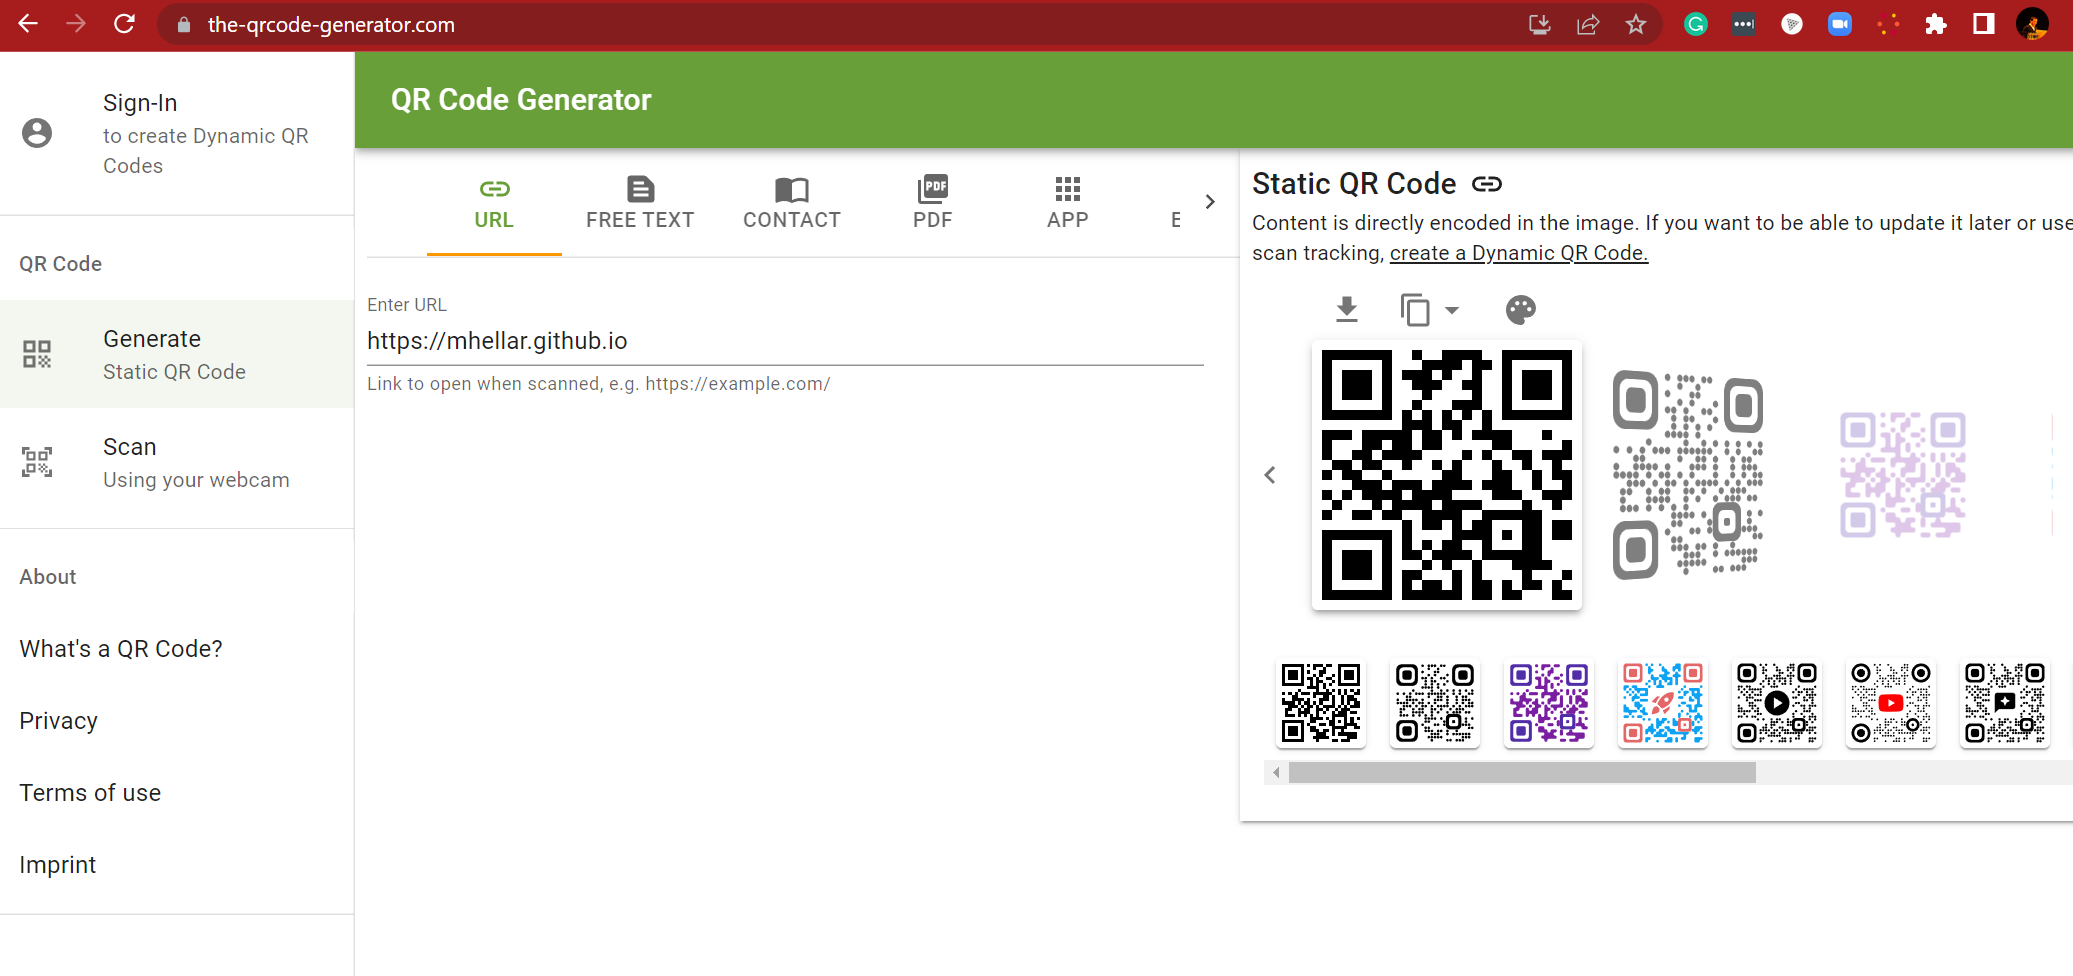 the-qrcode-generator.com
Sign-In
to create Dynamic QR
Codes
QR Code
Generate
Static QR Code
Scan
Using your webcam
About
What's a QR Code?
Privacy
Terms of use
Imprint
QR Code Generator
URL
FREE TEXT
CONTACT
PDF
PDF
APP
E
Enter URL
https://mhellar.github.io
Link to open when scanned, e.g. https://example.com/
Static QR Code
Content is directly encoded in the image. If you want to be able to update it later or use
scan tracking, create a Dynamic QR Code.